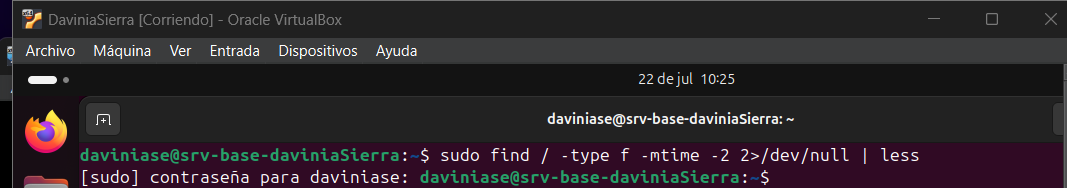 DaviniaSierra [Corriendo] - Oracle VirtualBox
Archivo Máquina Ver Entrada Dispositivos Ayuda
22 de jul 10:25
daviniase@srv-base-daviniaSierra: ~
daviniase@srv-base-daviniaSierra:~$ sudo find / -type f -mtime -2 2>/dev/null | less
[sudo] contraseña para daviniase: daviniase@srv-base-daviniaSierra:~$